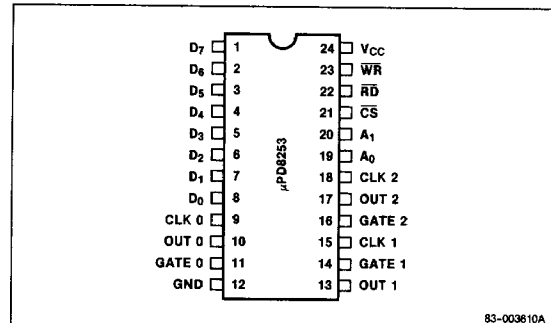 D7 1 24 VCC
D6 2 23 WR
D5 3 22 RD
D4 4 21 CS
D3 5 20 A1
D2 6 19 A0
D1 7 18 CLK 2
D0 8 17 OUT 2
CLK 0 9 16 GATE 2
OUT 0 10 15 CLK 1
GATE 0 11 14 GATE 1
GND 12 13 OUT 1
μPD8253
83-003610A